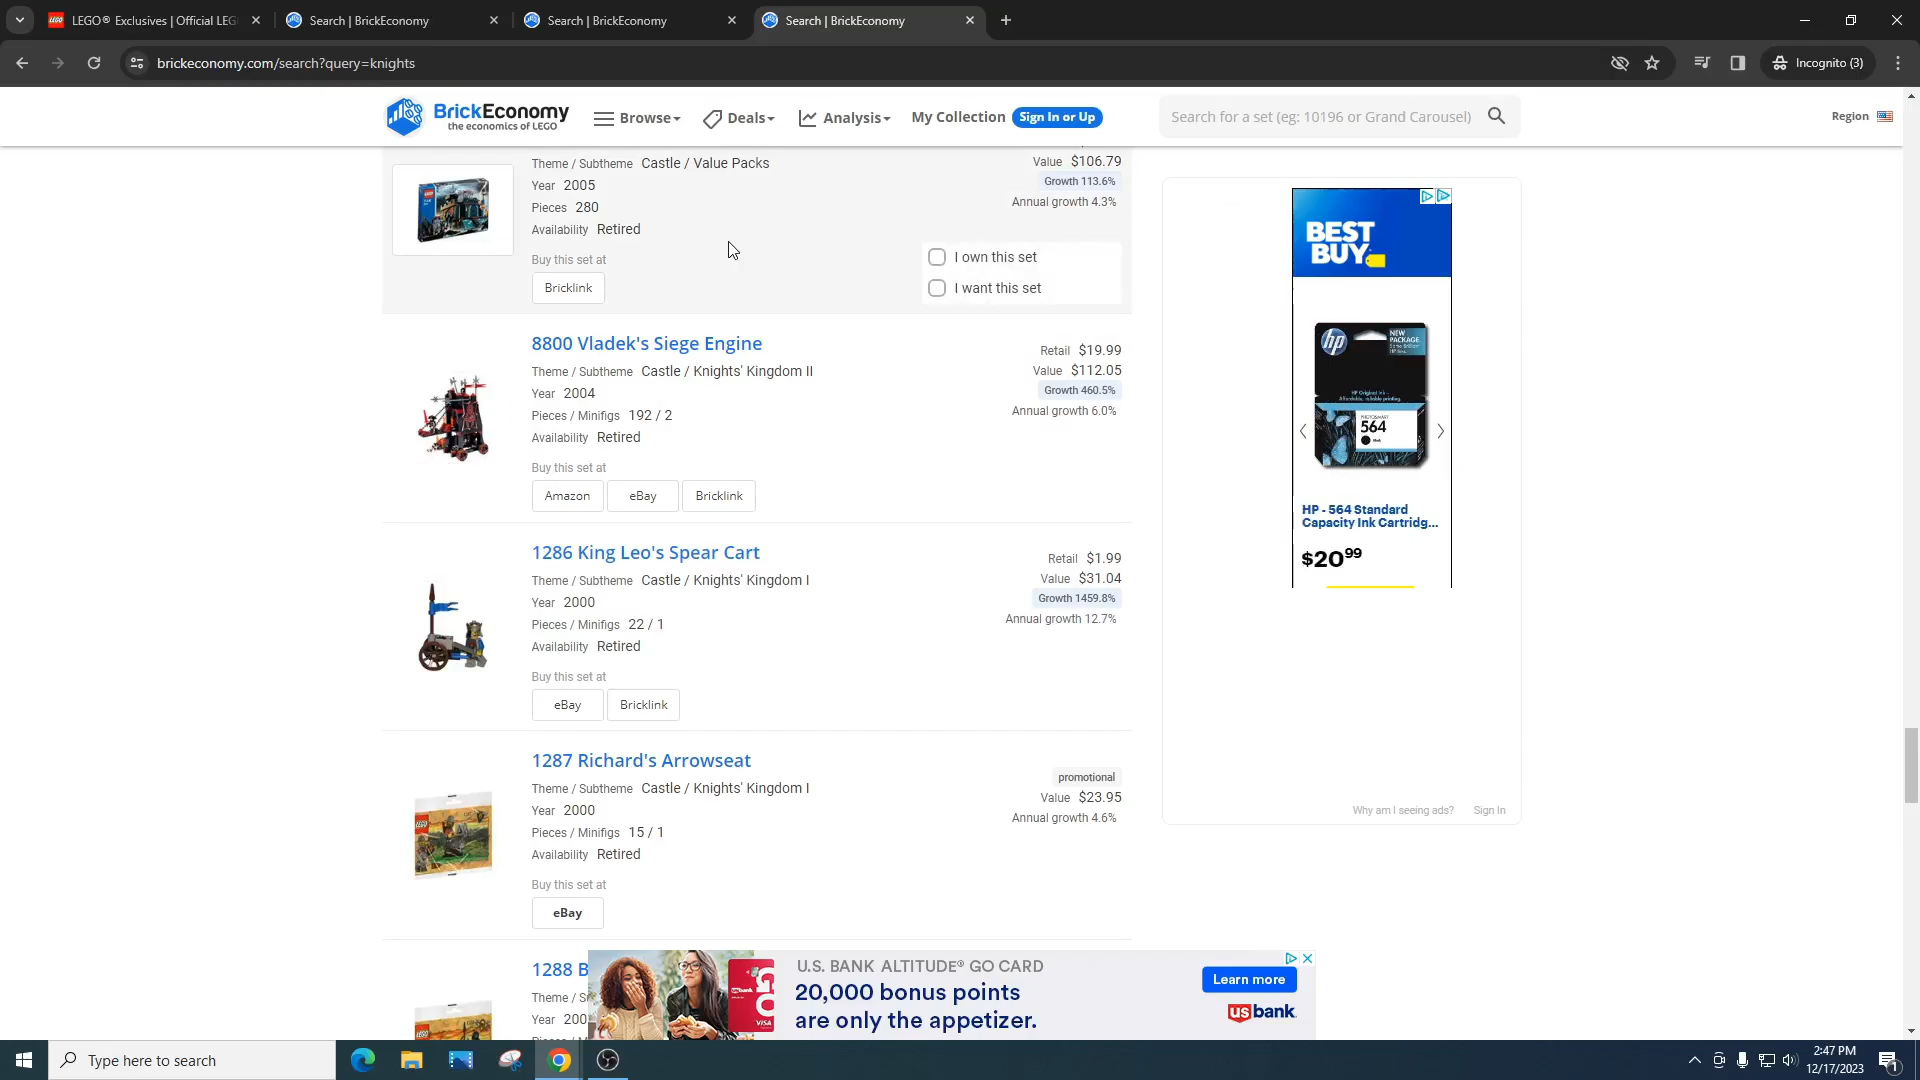 LEGO® Exclusives | Official LEG
Search | BrickEconomy
Search | BrickEconomy
Search | BrickEconomy
brickeconomy.com/search?query=knights
Incognito (3)
BrickEconomy
the economics of LEGO
Browse
Deals
Analysis
My Collection
Sign In or Up
Search for a set (eg: 10196 or Grand Carousel)
Region
Theme / Subtheme Castle / Value Packs
Year 2005
Pieces 280
Availability Retired
Buy this set at
Bricklink
Value $106.79
Growth 113.6%
Annual growth 4.3%
I own this set
I want this set
8800 Vladek's Siege Engine
Theme / Subtheme Castle / Knights' Kingdom II
Year 2004
Pieces / Minifigs 192 / 2
Availability Retired
Buy this set at
Amazon
eBay
Bricklink
Retail $19.99
Value $112.05
Growth 460.5%
Annual growth 6.0%
1286 King Leo's Spear Cart
Theme / Subtheme Castle / Knights' Kingdom I
Year 2000
Pieces / Minifigs 22 / 1
Availability Retired
Buy this set at
eBay
Bricklink
Retail $1.99
Value $31.04
Growth 1459.8%
Annual growth 12.7%
1287 Richard's Arrowseat
Theme / Subtheme Castle / Knights' Kingdom I
Year 2000
Pieces / Minifigs 15 / 1
Availability Retired
Buy this set at
eBay
promotional
Value $23.95
Annual growth 4.6%
1288 B
Theme / S
Year 200
BEST
BUY
hp
NEW
PACKAGE
564
HP - 564 Standard
Capacity Ink Cartridg...
$20.99
Why am I seeing ads?
Sign In
U.S. BANK ALTITUDE® GO CARD
20,000 bonus points
are only the appetizer.
Learn more
usbank
Type here to search
2:47 PM
12/17/2023
1